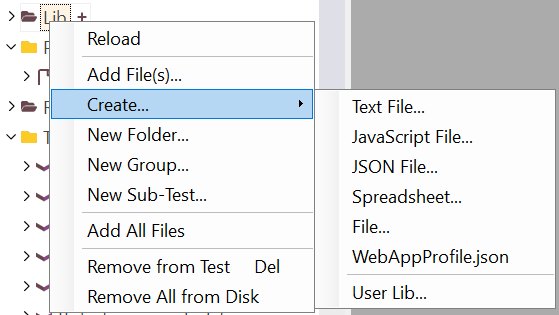 Lib +
Reload
Add File(s)...
Create...
New Folder...
New Group...
New Sub-Test...
Add All Files
Remove from Test Del
Remove All from Disk
Text File...
JavaScript File...
JSON File...
Spreadsheet...
File...
WebAppProfile.json
User Lib...